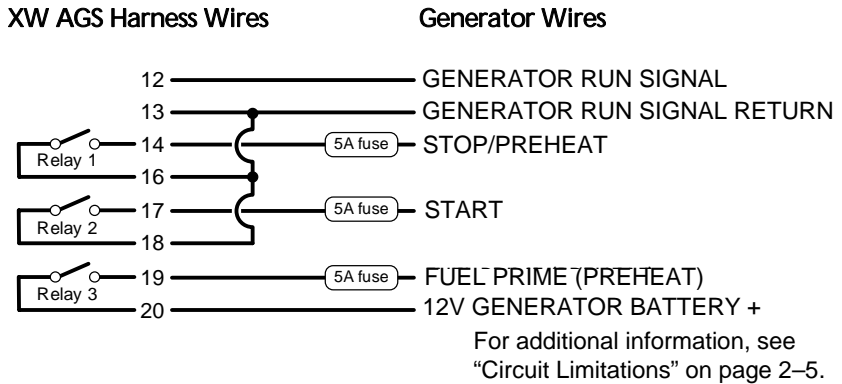 XW AGS Harness Wires Generator Wires
12 GENERATOR RUN SIGNAL
13 GENERATOR RUN SIGNAL RETURN
14 5A fuse STOP/PREHEAT
Relay 1
16
17 5A fuse START
Relay 2
18
19 5A fuse FUEL PRIME (PREHEAT)
Relay 3
20 12V GENERATOR BATTERY +
For additional information, see
“Circuit Limitations” on page 2–5.